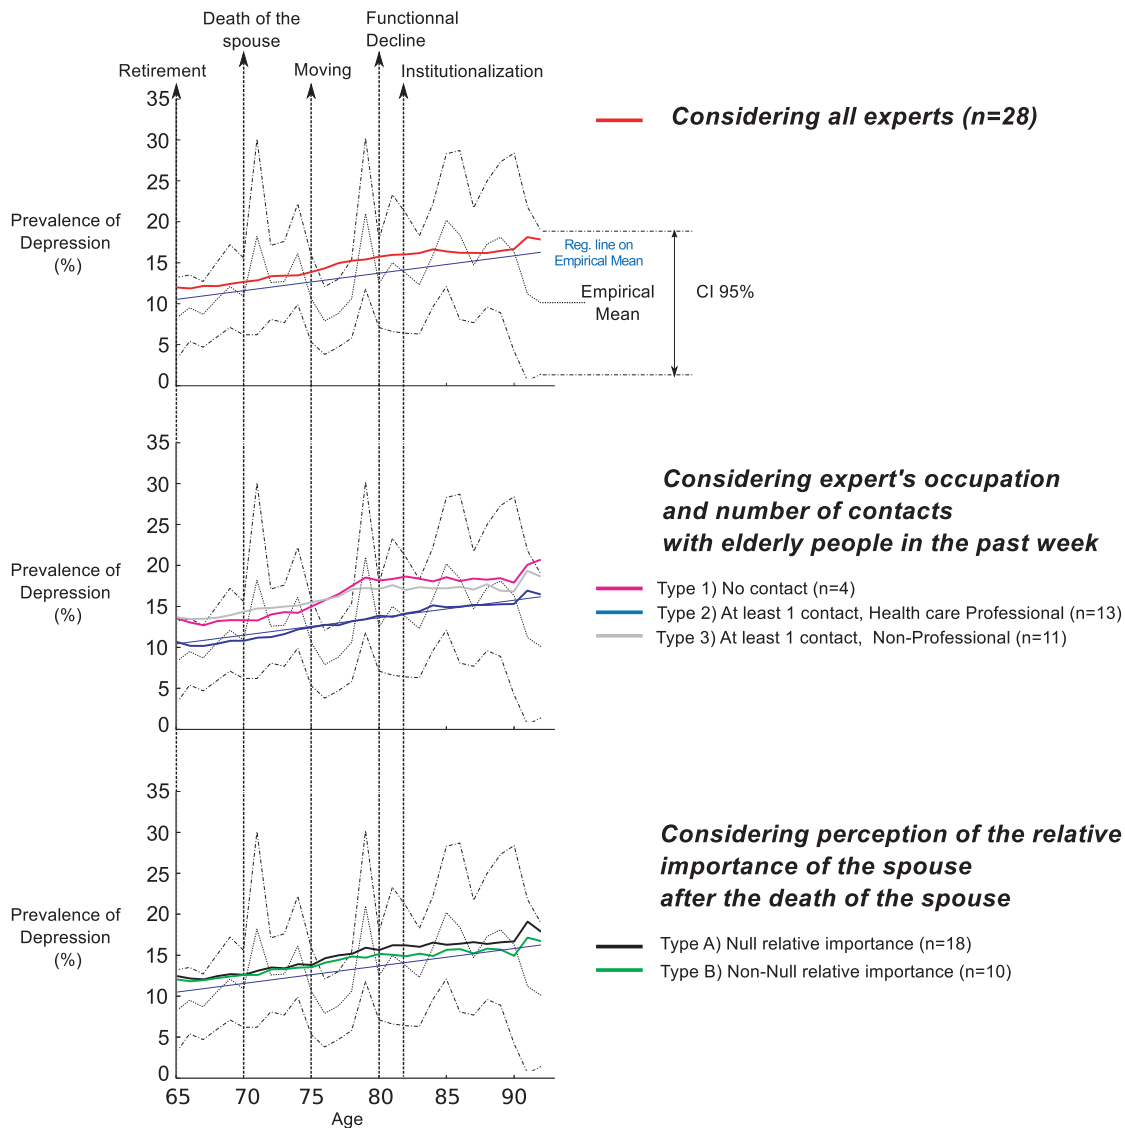 Death of the
spouse
Functionnal
Decline
Retirement
Moving
Institutionalization
35
30
25
20
15
10
5
0
Prevalence of
Depression
(%)
Considering all experts (n=28)
Reg. line on
Empirical Mean
Empirical
Mean
CI 95%
35
30
25
20
15
10
5
0
Prevalence of
Depression
(%)
Considering expert's occupation
and number of contacts
with elderly people in the past week
Type 1) No contact (n=4)
Type 2) At least 1 contact, Health care Professional (n=13)
Type 3) At least 1 contact, Non-Professional (n=11)
35
30
25
20
15
10
5
0
Prevalence of
Depression
(%)
Considering perception of the relative
importance of the spouse
after the death of the spouse
Type A) Null relative importance (n=18)
Type B) Non-Null relative importance (n=10)
65 70 75 80 85 90
Age